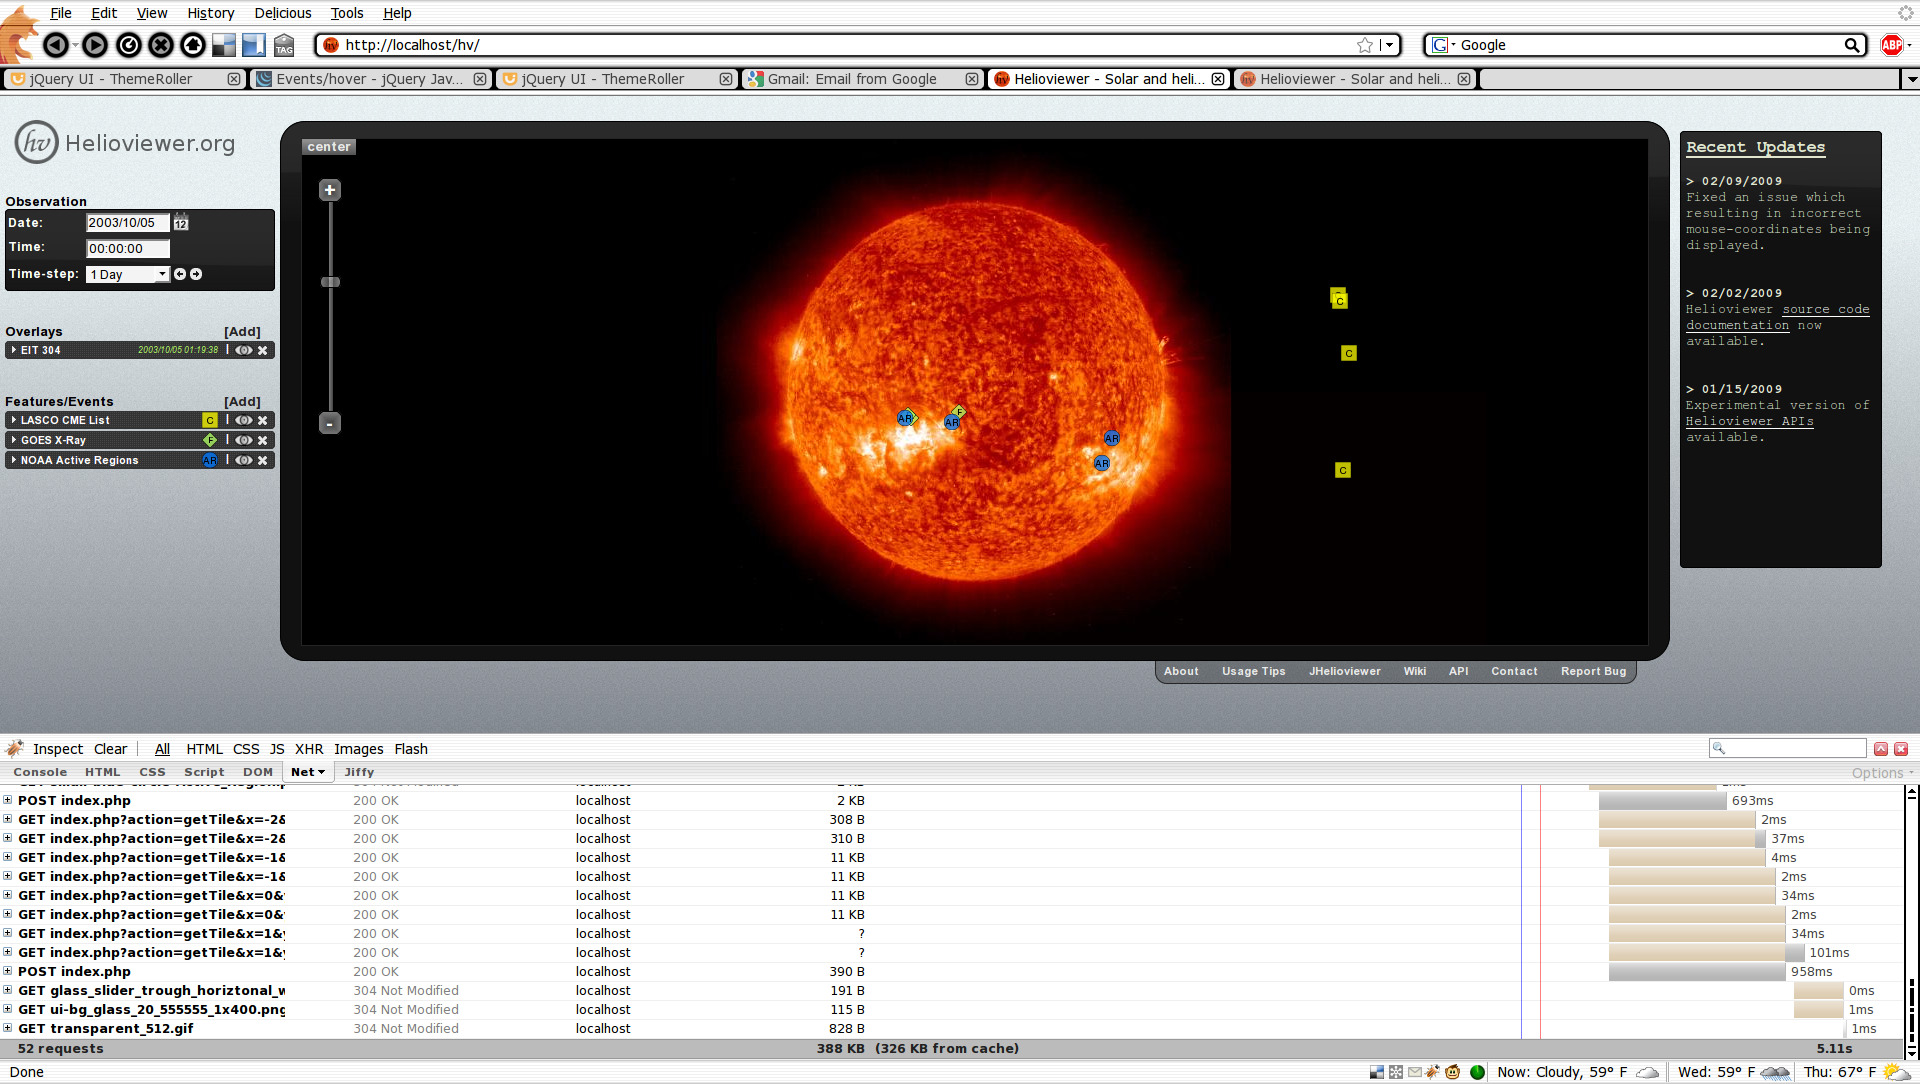 File Edit View History Delicious Tools Help
TAG
http://localhost/hv/
G Google
ABP
jQuery UI - ThemeRoller
Events/hover - jQuery Jav...
jQuery UI - ThemeRoller
Gmail: Email from Google
Helioviewer - Solar and heli...
Helioviewer - Solar and heli...
hv Helioviewer.org
Observation
Date: 2003/10/05 12
Time: 00:00:00
Time-step: 1 Day
Overlays [Add]
EIT 304 2003/10/05 01:19:38
Features/Events [Add]
LASCO CME List C
GOES X-Ray F
NOAA Active Regions AR
center
+
-
C
C
C
AR
F
AR
AR
AR
Recent Updates
> 02/09/2009
Fixed an issue which
resulting in incorrect
mouse-coordinates being
displayed.
> 02/02/2009
Helioviewer source code
documentation now
available.
> 01/15/2009
Experimental version of
Helioviewer APIs
available.
About Usage Tips JHelioviewer Wiki API Contact Report Bug
Inspect Clear All HTML CSS JS XHR Images Flash
Console HTML CSS Script DOM Net Jiffy
Options
POST index.php 200 OK localhost 2 KB 693ms
GET index.php?action=getTile&x=-2& 200 OK localhost 308 B 2ms
GET index.php?action=getTile&x=-2& 200 OK localhost 310 B 37ms
GET index.php?action=getTile&x=-1& 200 OK localhost 11 KB 4ms
GET index.php?action=getTile&x=-1& 200 OK localhost 11 KB 2ms
GET index.php?action=getTile&x=0& 200 OK localhost 11 KB 34ms
GET index.php?action=getTile&x=0& 200 OK localhost 11 KB 2ms
GET index.php?action=getTile&x=1& 200 OK localhost ? 34ms
GET index.php?action=getTile&x=1& 200 OK localhost ? 101ms
POST index.php 200 OK localhost 390 B 958ms
GET glass_slider_trough_horiztonal_w 304 Not Modified localhost 191 B 0ms
GET ui-bg_glass_20_555555_1x400.png 304 Not Modified localhost 115 B 1ms
GET transparent_512.gif 304 Not Modified localhost 828 B 1ms
52 requests 388 KB (326 KB from cache) 5.11s
Done Now: Cloudy, 59° F Wed: 59° F Thu: 67° F